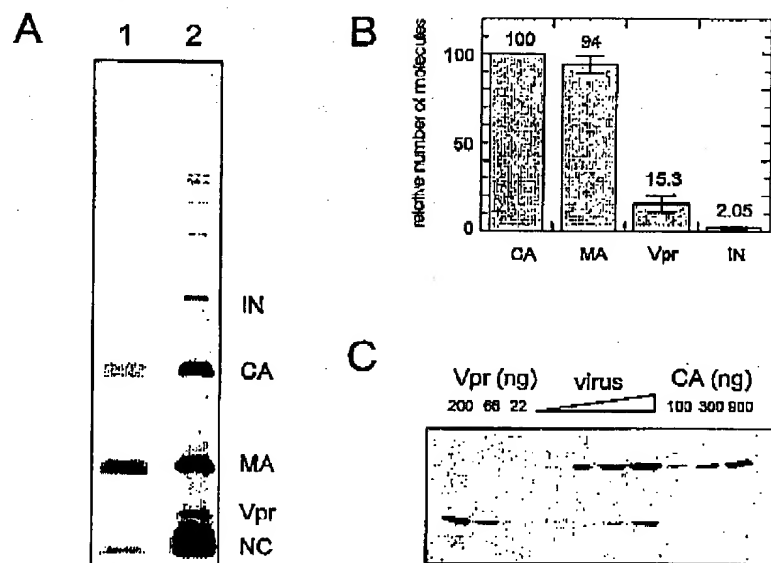 A
1 2
IN
CA
MA
Vpr
NC
B
relative number of molecules
100
50
0
100
94
15.3
2.05
CA MA Vpr IN
C
Vpr (ng) virus CA (ng)
200 66 22 100 300 900